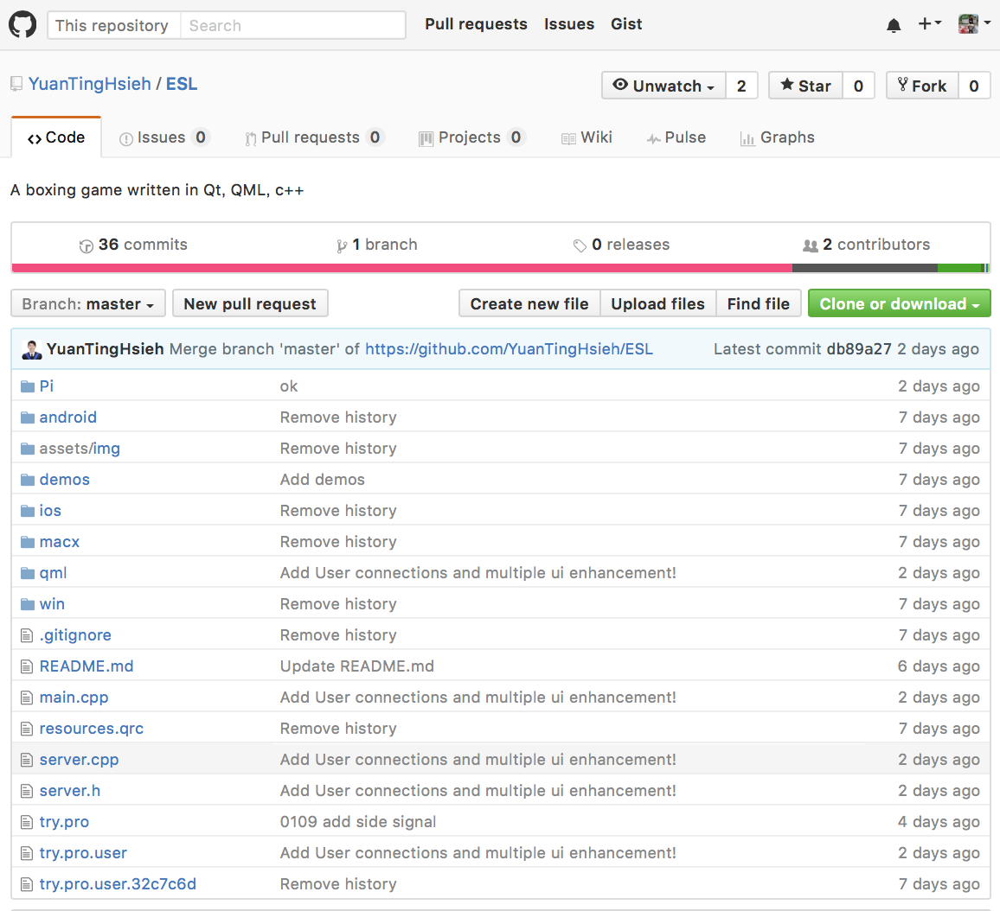 This repository Search Pull requests Issues Gist
YuanTingHsieh / ESL Unwatch 2 Star 0 Fork 0
Code Issues 0 Pull requests 0 Projects 0 Wiki Pulse Graphs
A boxing game written in Qt, QML, c++
36 commits 1 branch 0 releases 2 contributors
Branch: master New pull request Create new file Upload files Find file Clone or download
YuanTingHsieh Merge branch 'master' of https://github.com/YuanTingHsieh/ESL Latest commit db89a27 2 days ago
Pi ok 2 days ago
android Remove history 7 days ago
assets/img Remove history 7 days ago
demos Add demos 7 days ago
ios Remove history 7 days ago
macx Remove history 7 days ago
qml Add User connections and multiple ui enhancement! 2 days ago
win Remove history 7 days ago
.gitignore Remove history 7 days ago
README.md Update README.md 6 days ago
main.cpp Add User connections and multiple ui enhancement! 2 days ago
resources.qrc Remove history 7 days ago
server.cpp Add User connections and multiple ui enhancement! 2 days ago
server.h Add User connections and multiple ui enhancement! 2 days ago
try.pro 0109 add side signal 4 days ago
try.pro.user Add User connections and multiple ui enhancement! 2 days ago
try.pro.user.32c7c6d Remove history 7 days ago